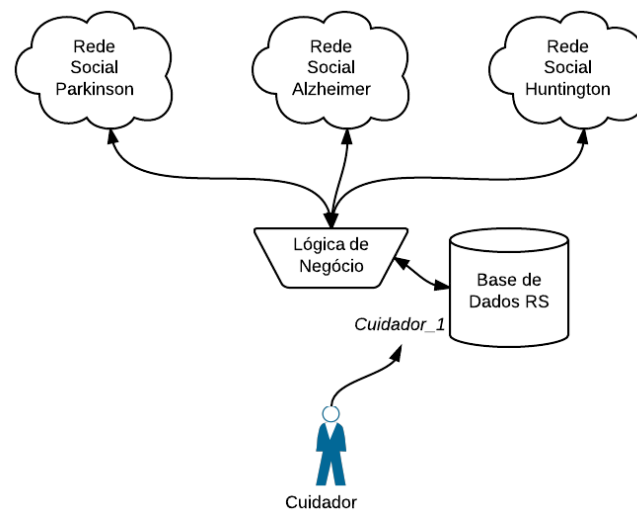 Rede
Social
Parkinson
Rede
Social
Alzheimer
Rede
Social
Huntington
Lógica de
Negócio
Base de
Dados RS
Cuidador_1
Cuidador